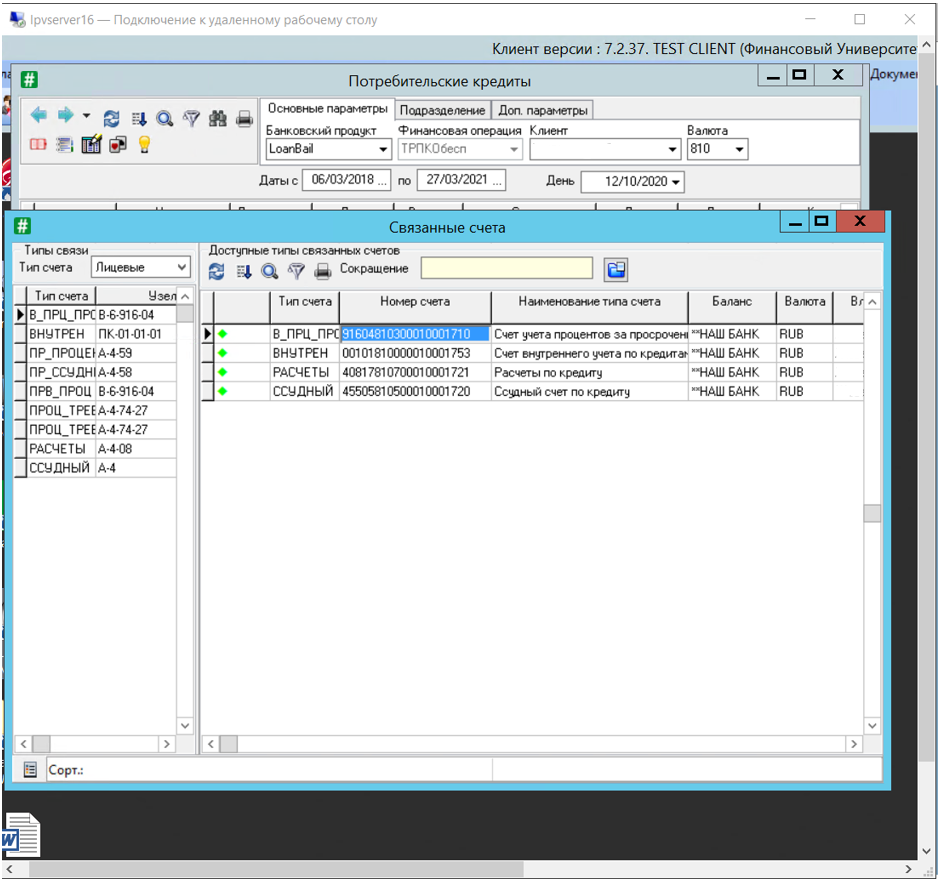 lpvserver16 — Подключение к удаленному рабочему столу
Клиент версии : 7.2.37. TEST CLIENT (Финансовый Университе
Потребительские кредиты
Докумен
Основные параметры Подразделение Доп. параметры
Банковский продукт Финансовая операция Клиент Валюта
LoanBail ТРПКОбесп 810
Даты с 06/03/2018 ... по 27/03/2021 ... День 12/10/2020
Связанные счета
Типы связи
Тип счета Лицевые
Доступные типы связанных счетов
Сокращение
Тип счета Узел
В_ПРЦ_ПРС В-6-916-04
ВНУТРЕН ПК-01-01-01
ПР_ПРОЦЕН А-4-59
ПР_ССУДН А-4-58
ПРВ_ПРОЦ В-6-916-04
ПРОЦ_ТРЕБ А-4-74-27
ПРОЦ_ТРЕБ А-4-74-27
РАСЧЕТЫ А-4-08
ССУДНЫЙ А-4
Тип счета Номер счета Наименование типа счета Баланс Валюта Вг
В_ПРЦ_ПРС 91604810300010001710 Счет учета процентов за просрочен **НАШ БАНК RUB
ВНУТРЕН 00101810000010001753 Счет внутреннего учета по кредитам **НАШ БАНК RUB
РАСЧЕТЫ 40817810700010001721 Расчеты по кредиту **НАШ БАНК RUB
ССУДНЫЙ 45505810500010001720 Ссудный счет по кредиту **НАШ БАНК RUB
Сорт.: